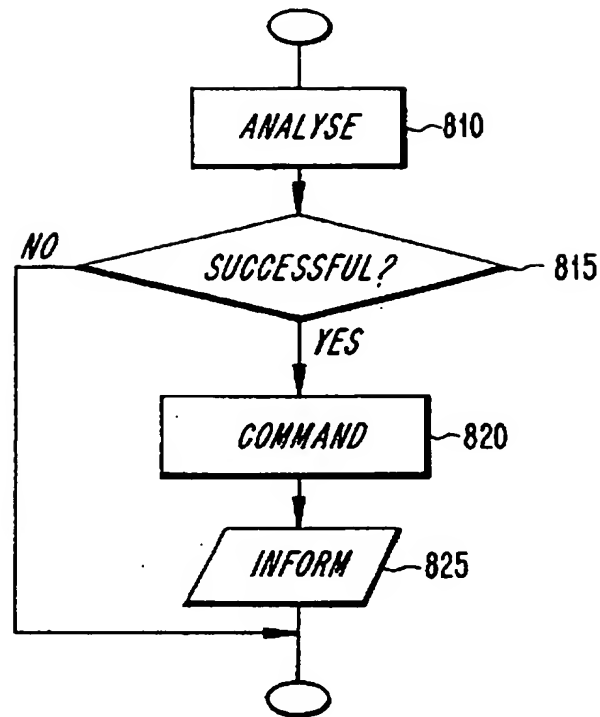 ANALYSE 810
NO
SUCCESSFUL? 815
YES
COMMAND 820
INFORM 825